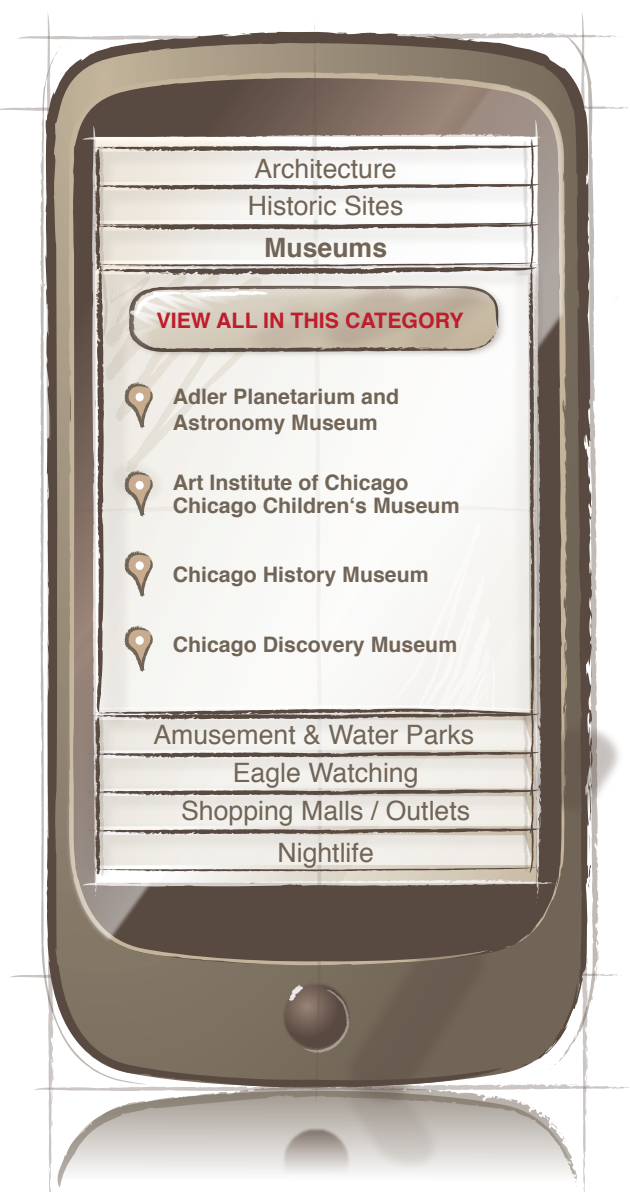 Architecture
Historic Sites
Museums
VIEW ALL IN THIS CATEGORY
Adler Planetarium and
Astronomy Museum
Art Institute of Chicago
Chicago Children‘s Museum
Chicago History Museum
Chicago Discovery Museum
Amusement & Water Parks
Eagle Watching
Shopping Malls / Outlets
Nightlife